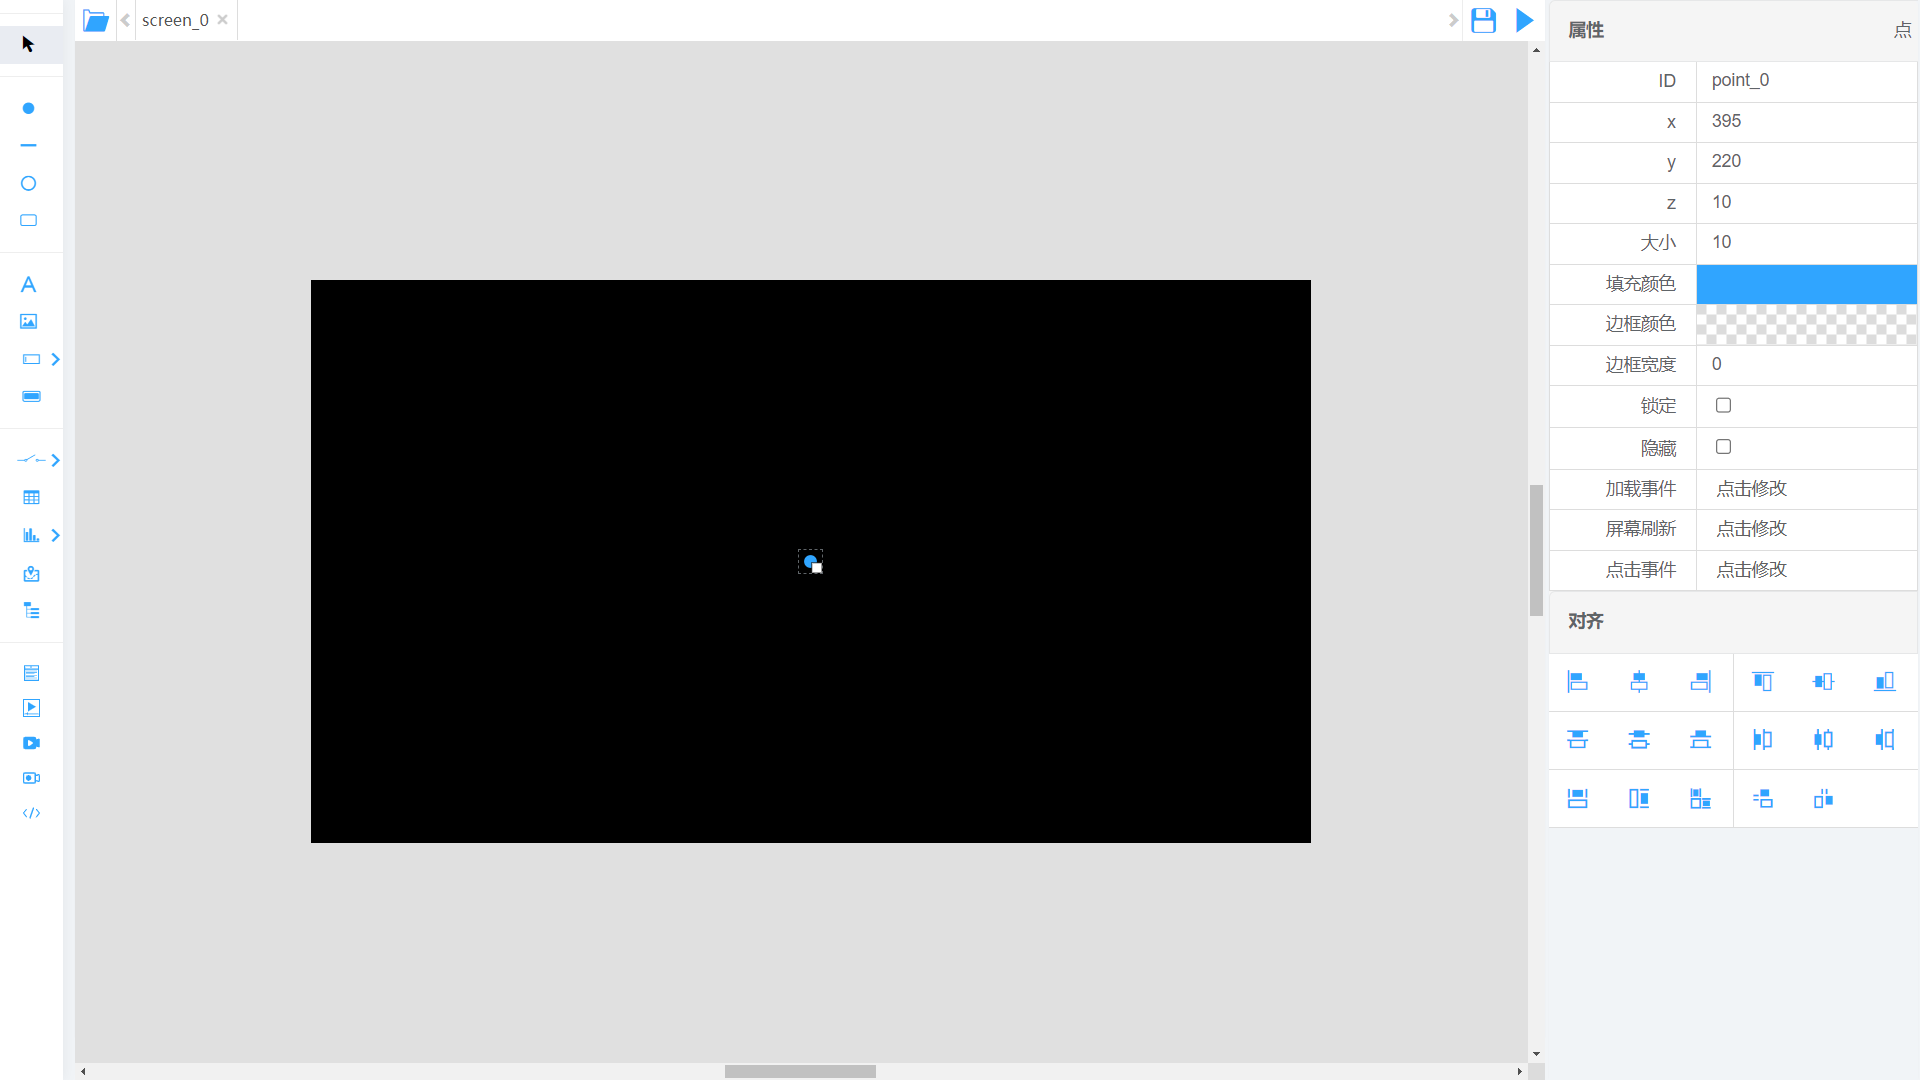 screen_0
属性 点
ID point_0
x 395
y 220
z 10
大小 10
填充颜色
边框颜色
边框宽度 0
锁定
隐藏
加载事件 点击修改
屏幕刷新 点击修改
点击事件 点击修改
对齐